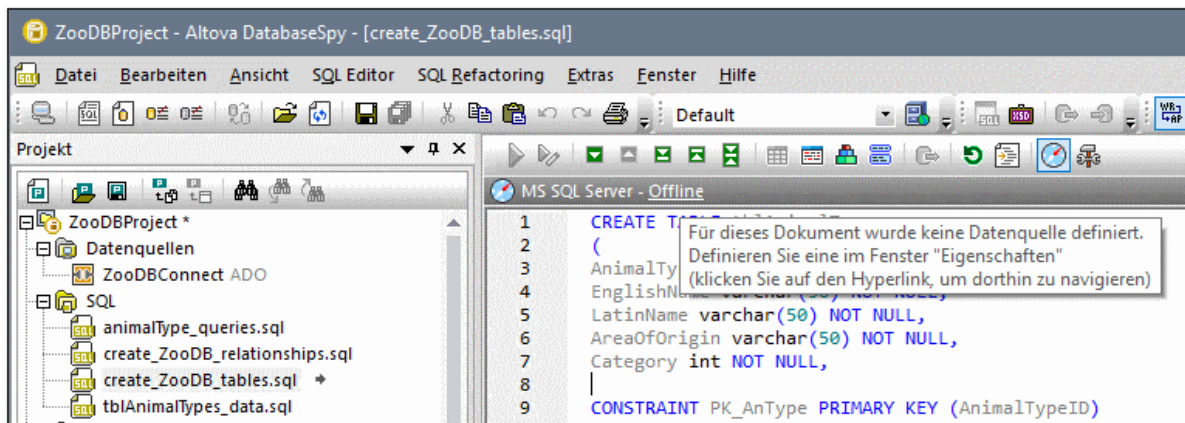 ZooDBProject - Altova DatabaseSpy - [create_ZooDB_tables.sql]
Datei Bearbeiten Ansicht SQL Editor SQL Refactoring Extras Fenster Hilfe
Default
Projekt
MS SQL Server - Offline
ZooDBProject *
Datenquellen
ZooDBConnect ADO
SQL
animalType_queries.sql
create_ZooDB_relationships.sql
create_ZooDB_tables.sql
tblAnimalTypes_data.sql
1 CREATE
Für dieses Dokument wurde keine Datenquelle definiert.
Definieren Sie eine im Fenster "Eigenschaften"
(klicken Sie auf den Hyperlink, um dorthin zu navigieren)
2 (
3 AnimalTy
4 EnglishName varchar(50) NOT NULL,
5 LatinName varchar(50) NOT NULL,
6 AreaOfOrigin varchar(50) NOT NULL,
7 Category int NOT NULL,
8
9 CONSTRAINT PK_AnType PRIMARY KEY (AnimalTypeID)